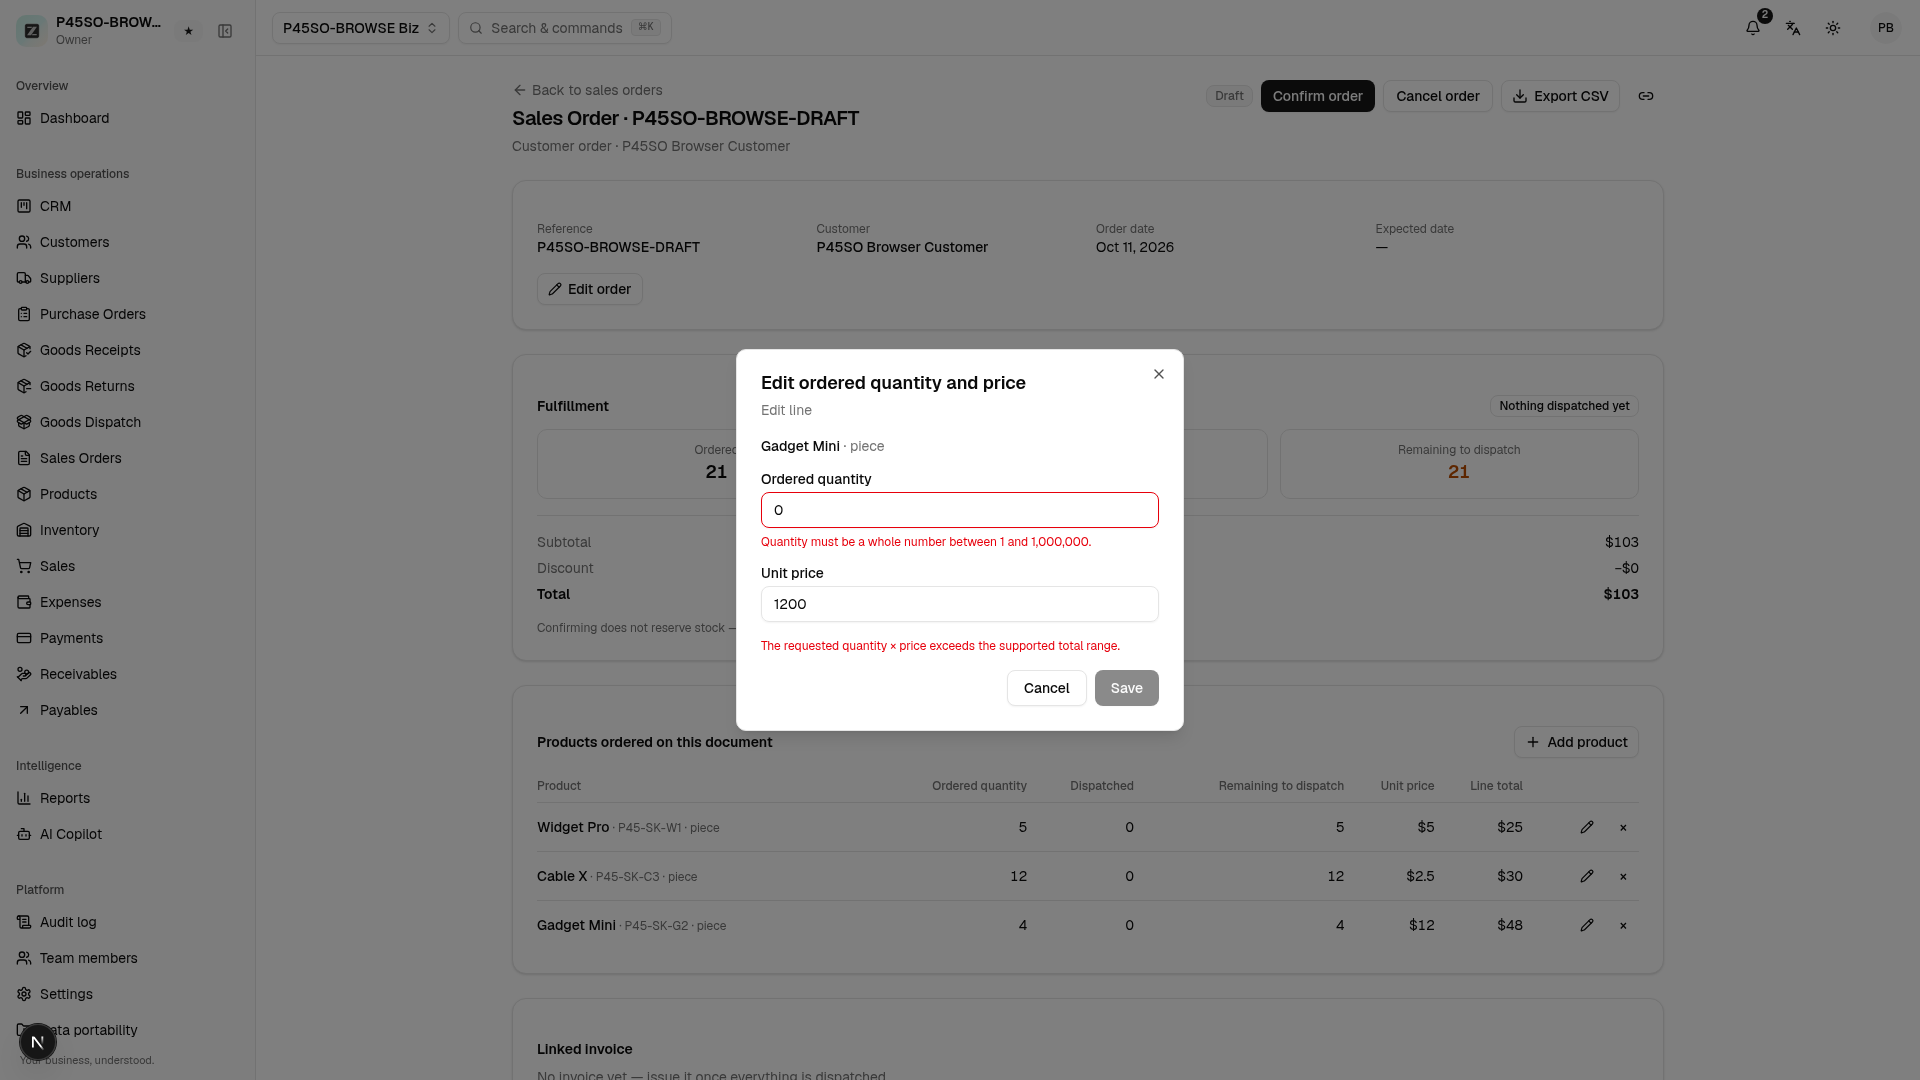 P45SO-BROW...
Owner
P45SO-BROWSE Biz
Search & commands
⌘K
2
PB
Overview
Dashboard
Business operations
CRM
Customers
Suppliers
Purchase Orders
Goods Receipts
Goods Returns
Goods Dispatch
Sales Orders
Products
Inventory
Sales
Expenses
Payments
Receivables
Payables
Intelligence
Reports
AI Copilot
Platform
Audit log
Team members
Settings
ata portability
business, understood.
N
Back to sales orders
Sales Order · P45SO-BROWSE-DRAFT
Customer order · P45SO Browser Customer
Draft
Confirm order
Cancel order
Export CSV
Reference
P45SO-BROWSE-DRAFT
Customer
P45SO Browser Customer
Order date
Oct 11, 2026
Expected date
—
Edit order
Fulfillment
Nothing dispatched yet
Ordered
21
Remaining to dispatch
21
Subtotal
$103
Discount
−$0
Total
$103
Confirming does not reserve stock —
Edit ordered quantity and price
Edit line
Gadget Mini · piece
Ordered quantity
0
Quantity must be a whole number between 1 and 1,000,000.
Unit price
1200
The requested quantity × price exceeds the supported total range.
Cancel
Save
Products ordered on this document
Add product
Product Ordered quantity Dispatched Remaining to dispatch Unit price Line total
Widget Pro · P45-SK-W1 · piece 5 0 5 $5 $25 ×
Cable X · P45-SK-C3 · piece 12 0 12 $2.5 $30 ×
Gadget Mini · P45-SK-G2 · piece 4 0 4 $12 $48 ×
Linked invoice
No invoice yet — issue it once everything is dispatched